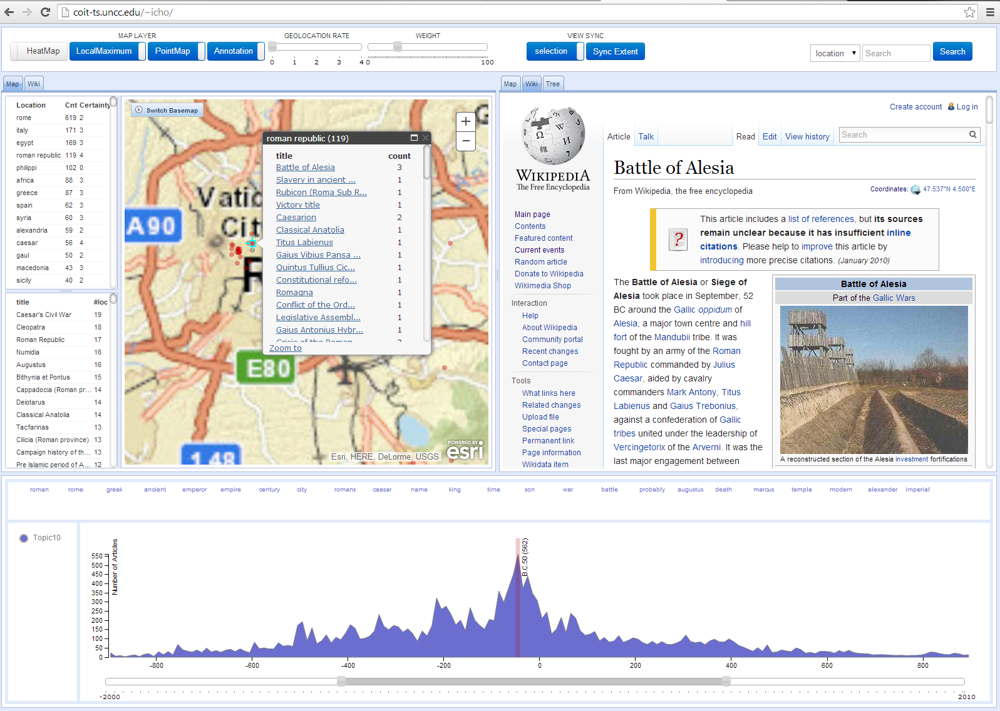 coit-ts.uncc.edu/~icho/
MAP LAYER
GEOLOCATION RATE
WEIGHT
VIEW SYNC
HeatMap
LocalMaximum
PointMap
Annotation
0 1 2 3 4
0 100
selection
Sync Extent
location
Search
Search
Map
Wiki
Map
Wiki
Tree
Location Cnt Certainty
rome 619 2
italy 171 3
egypt 169 3
roman republic 119 4
philippi 102 0
africa 88 3
greece 87 3
spain 62 3
syria 60 3
alexandria 59 2
caesar 56 4
gaul 50 2
macedonia 43 3
sicily 40 2
title #loc
Caesar's Civil War 19
Cleopatra 18
Roman Republic 17
Numidia 16
Augustus 16
Bithynia et Pontus 15
Cappadocia (Roman pr... 14
Deiotarus 14
Classical Anatolia 14
Tacfarinas 13
Cilicia (Roman province) 13
Campaign history of th... 13
Pre Islamic period of A... 12
Switch Basemap
+
−
Vatic
Cit
R
A90
E80
148
roman republic (119)
title count
Battle of Alesia 3
Slavery in ancient ... 1
Rubicon (Roma Sub R... 1
Victory title 1
Caesarion 2
Classical Anatolia 1
Titus Labienus 1
Gaius Vibius Pansa ... 1
Quintus Tullius Cic... 1
Constitutional refo... 1
Romagna 1
Conflict of the Ord... 1
Legislative Assembl... 1
Gaius Antonius Hybr... 1
Crisis of the Roman
Zoom to
Esri, HERE, DeLorme, USGS
POWERED BY
esri
WIKIPEDIA
The Free Encyclopedia
Main page
Contents
Featured content
Current events
Random article
Donate to Wikipedia
Wikimedia Shop
Interaction
Help
About Wikipedia
Community portal
Recent changes
Contact page
Tools
What links here
Related changes
Upload file
Special pages
Permanent link
Page information
Wikidata item
Create account Log in
Article
Talk
Read
Edit
View history
Search
Battle of Alesia
From Wikipedia, the free encyclopedia
Coordinates: 47.537°N 4.500°E
This article includes a list of references, but its sources
remain unclear because it has insufficient inline
citations. Please help to improve this article by
introducing more precise citations. (January 2010)
The Battle of Alesia or Siege of
Alesia took place in September, 52
BC around the Gallic oppidum of
Alesia, a major town centre and hill
fort of the Mandubii tribe. It was
fought by an army of the Roman
Republic commanded by Julius
Caesar, aided by cavalry
commanders Mark Antony, Titus
Labienus and Gaius Trebonius,
against a confederation of Gallic
tribes united under the leadership of
Vercingetorix of the Arverni. It was the
last major engagement between
Battle of Alesia
Part of the Gallic Wars
A reconstructed section of the Alesia investment fortifications
roman rome greek ancient emperor empire century city romans caesar name king time son war battle probably augustus death marcus temple modern alexander imperial
Topic10
Number of Articles
550
500
450
400
350
300
250
200
150
100
50
0
B.C.50 (562)
-800 -600 -400 -200 0 200 400 600 800
-2000 2010